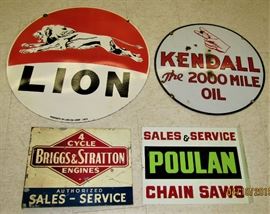 LION
KENDALL
The 2000 MILE
OIL
4
CYCLE
BRIGGS & STRATTON
ENGINES
AUTHORIZED
SALES - SERVICE
SALES & SERVICE
POULAN
CHAIN SAWS